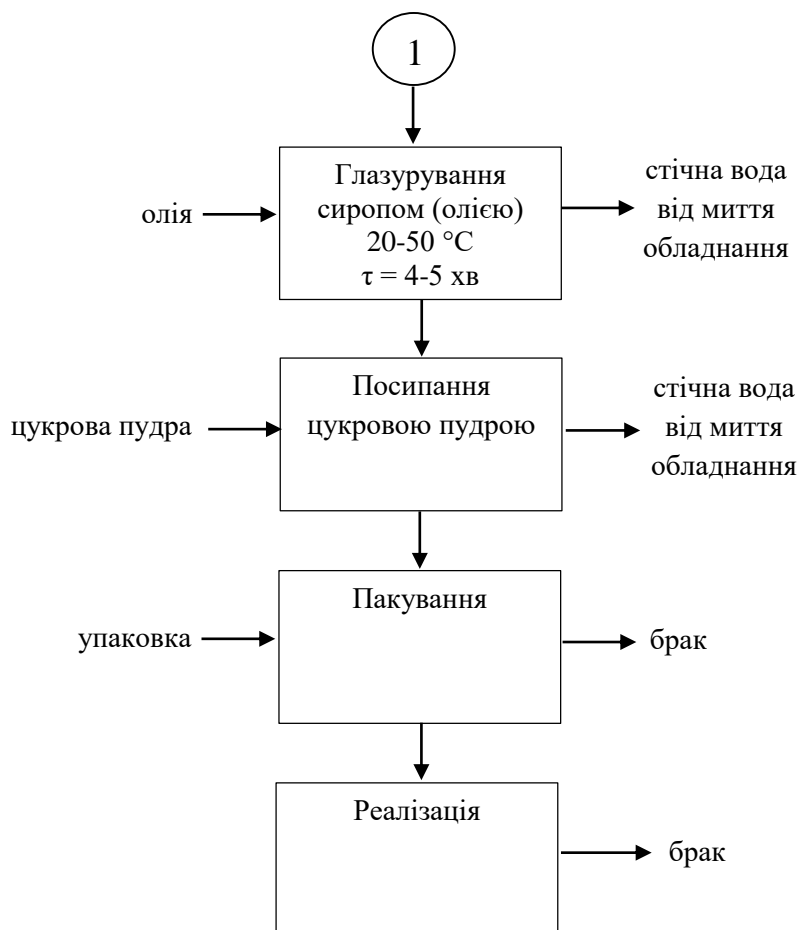 1
Глазурування
сиропом (олією)
20-50 °С
τ = 4-5 хв
олія
стічна вода
від миття
обладнання
Посипання
цукровою пудрою
цукрова пудра
стічна вода
від миття
обладнання
Пакування
упаковка
брак
Реалізація
брак